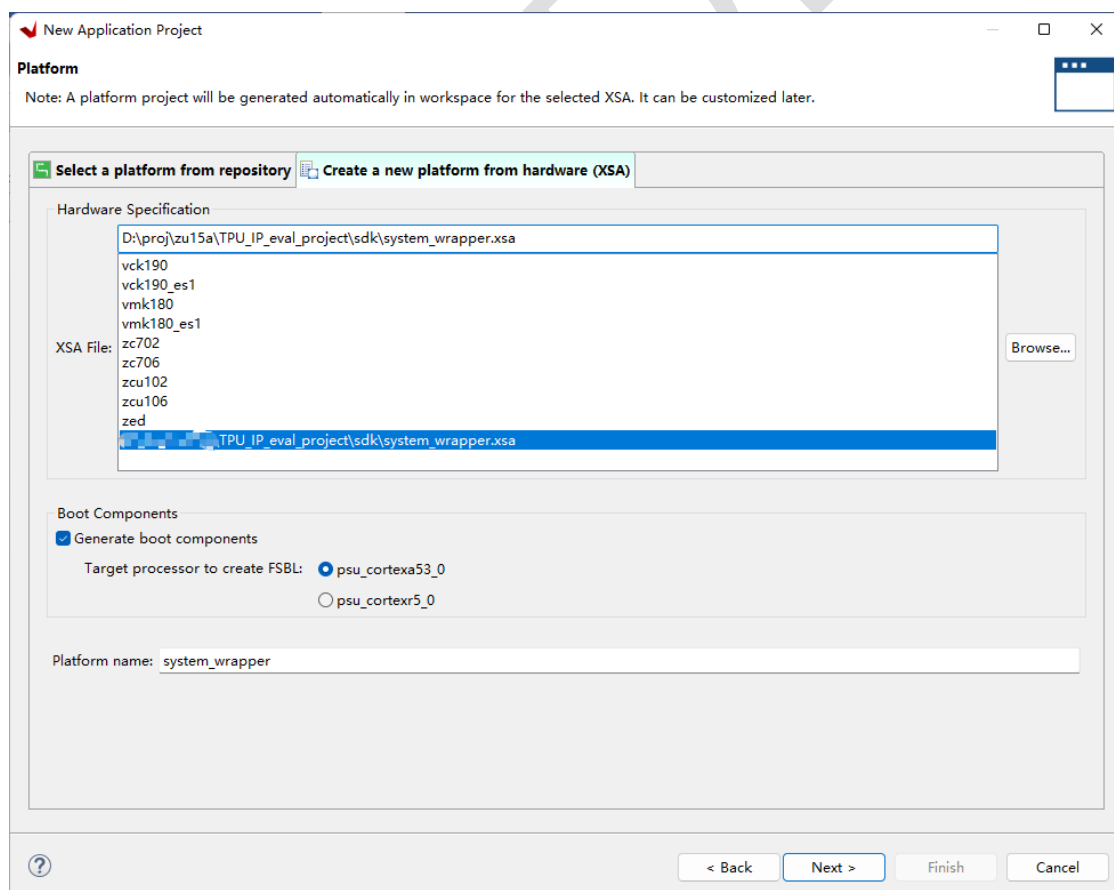 New Application Project
Platform
Note: A platform project will be generated automatically in workspace for the selected XSA. It can be customized later.
Select a platform from repository
Create a new platform from hardware (XSA)
Hardware Specification
D:\proj\zu15a\TPU_IP_eval_project\sdk\system_wrapper.xsa
vck190
vck190_es1
vmk180
vmk180_es1
XSA File:
zc702
Browse...
zc706
zcu102
zcu106
zed
\TPU_IP_eval_project\sdk\system_wrapper.xsa
Boot Components
Generate boot components
Target processor to create FSBL:
psu_cortexa53_0
psu_cortexr5_0
Platform name: system_wrapper
?
< Back
Next >
Finish
Cancel